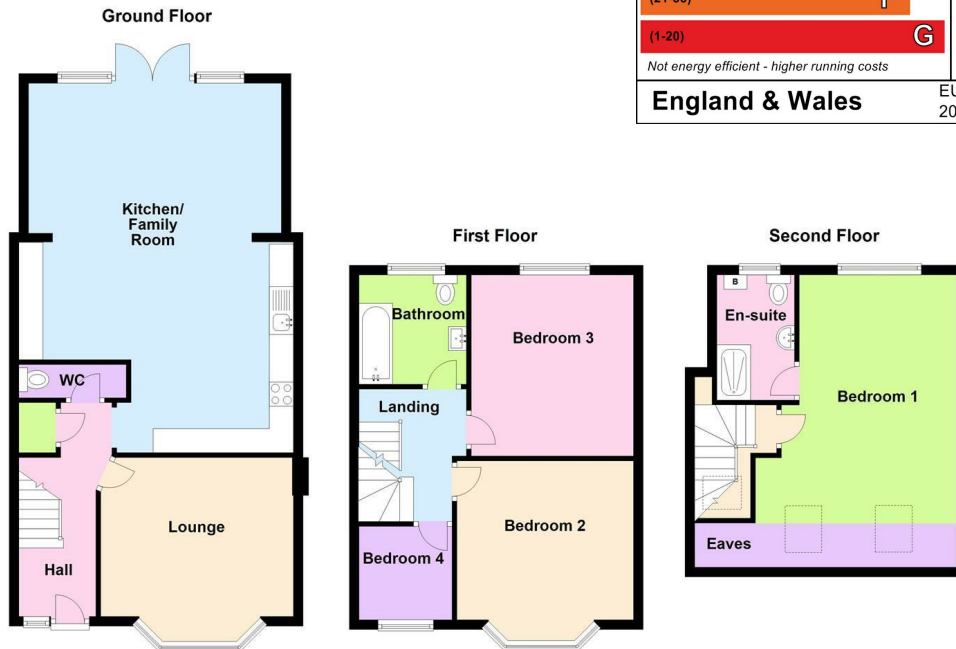 Ground Floor
(1-20)
G
Not energy efficient - higher running costs
England & Wales
Kitchen/
Family
Room
WC
Lounge
Hall
First Floor
Bathroom
Bedroom 3
Landing
Bedroom 2
Bedroom 4
Second Floor
B
En-suite
Bedroom 1
Eaves